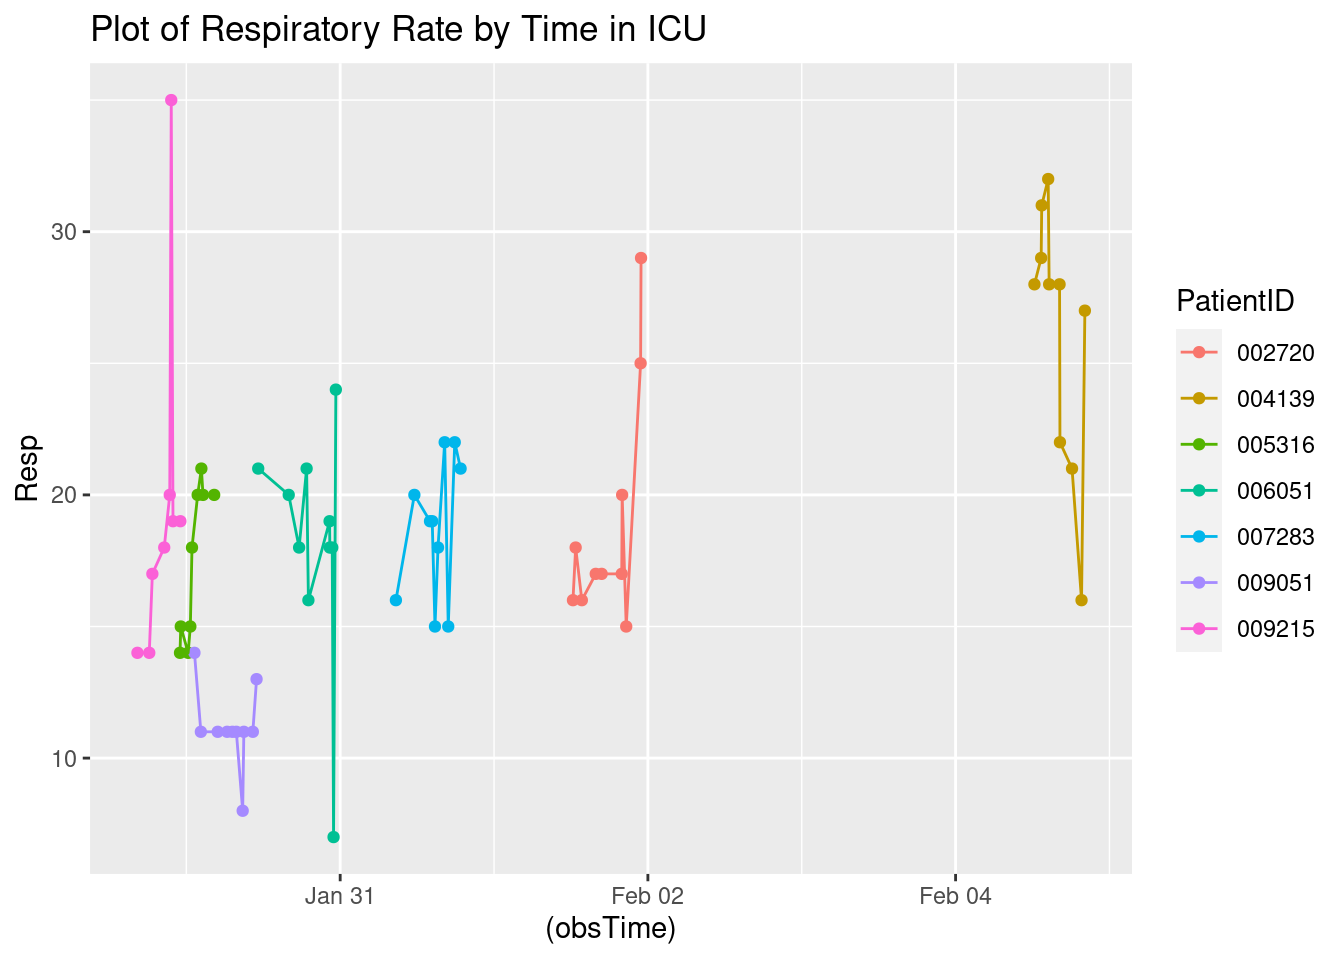 Plot of Respiratory Rate by Time in ICU
Resp
30
20
10
Jan 31
Feb 02
Feb 04
(obsTime)
PatientID
002720
004139
005316
006051
007283
009051
009215